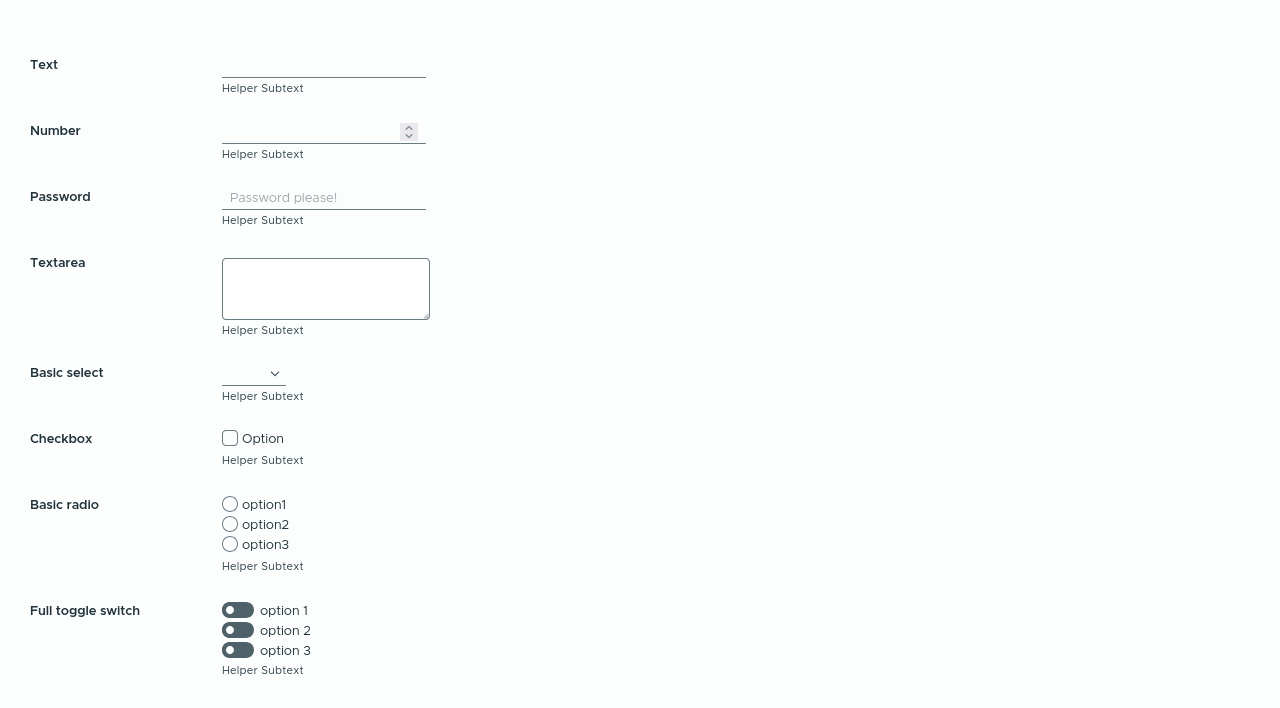 Text
Helper Subtext
Number
Helper Subtext
Password
Password please!
Helper Subtext
Textarea
Helper Subtext
Basic select
Helper Subtext
Checkbox
Option
Helper Subtext
Basic radio
option1
option2
option3
Helper Subtext
Full toggle switch
option 1
option 2
option 3
Helper Subtext